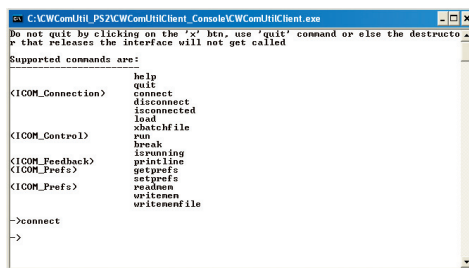 C:\CWComUtil_PS2\CWComUtilClient_Console\CWComUtilClient.exe
Do not quit by clicking on the 'x' btn, use 'quit' command or else the destructo
r that releases the interface will not get called
Supported commands are:
-----------------------
help
quit
<ICOM_Connection> connect
disconnect
isconnected
load
xbatchfile
<ICOM_Control> run
break
isrunning
<ICOM_Feedback> printline
<ICOM_Prefs> getprefs
setprefs
<ICOM_Prefs> readmem
writemem
writememfile
->connect
->